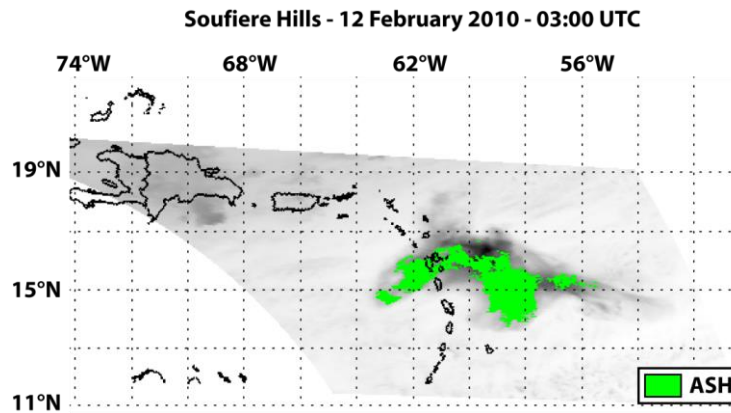 Soufiere Hills - 12 February 2010 - 03:00 UTC
74°W 68°W 62°W 56°W
19°N
15°N
11°N
ASH